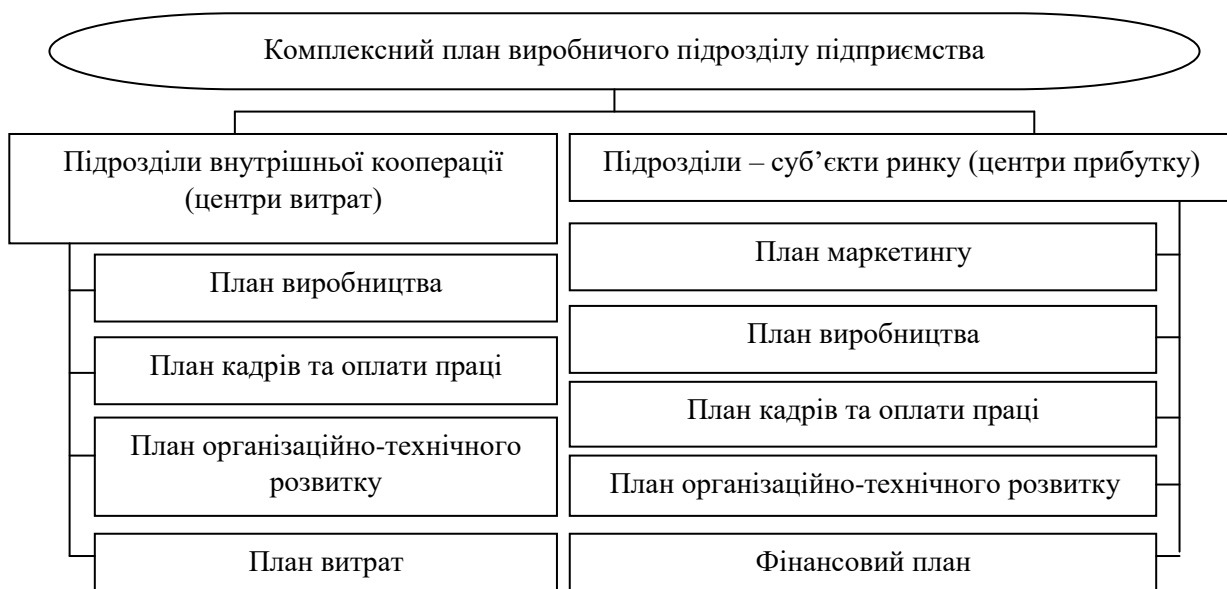 Комплексний план виробничого підрозділу підприємства
Підрозділи внутрішньої кооперації
(центри витрат)
План виробництва
План кадрів та оплати праці
План організаційно-технічного
розвитку
План витрат
Підрозділи – суб’єкти ринку (центри прибутку)
План маркетингу
План виробництва
План кадрів та оплати праці
План організаційно-технічного розвитку
Фінансовий план